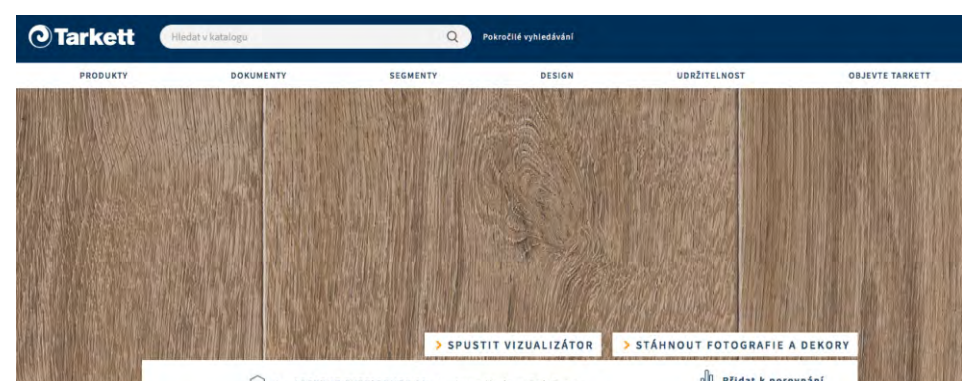 Tarkett
Hledat v katalogu
Pokročilé vyhledávání
PRODUKTY
DOKUMENTY
SEGMENTY
DESIGN
UDRŽITELNOST
OBJEVTE TARKETT
> SPUSTIT VIZUALIZÁTOR
> STÁHNOUT FOTOGRAFIE A DEKORY
Přidat k porovnání